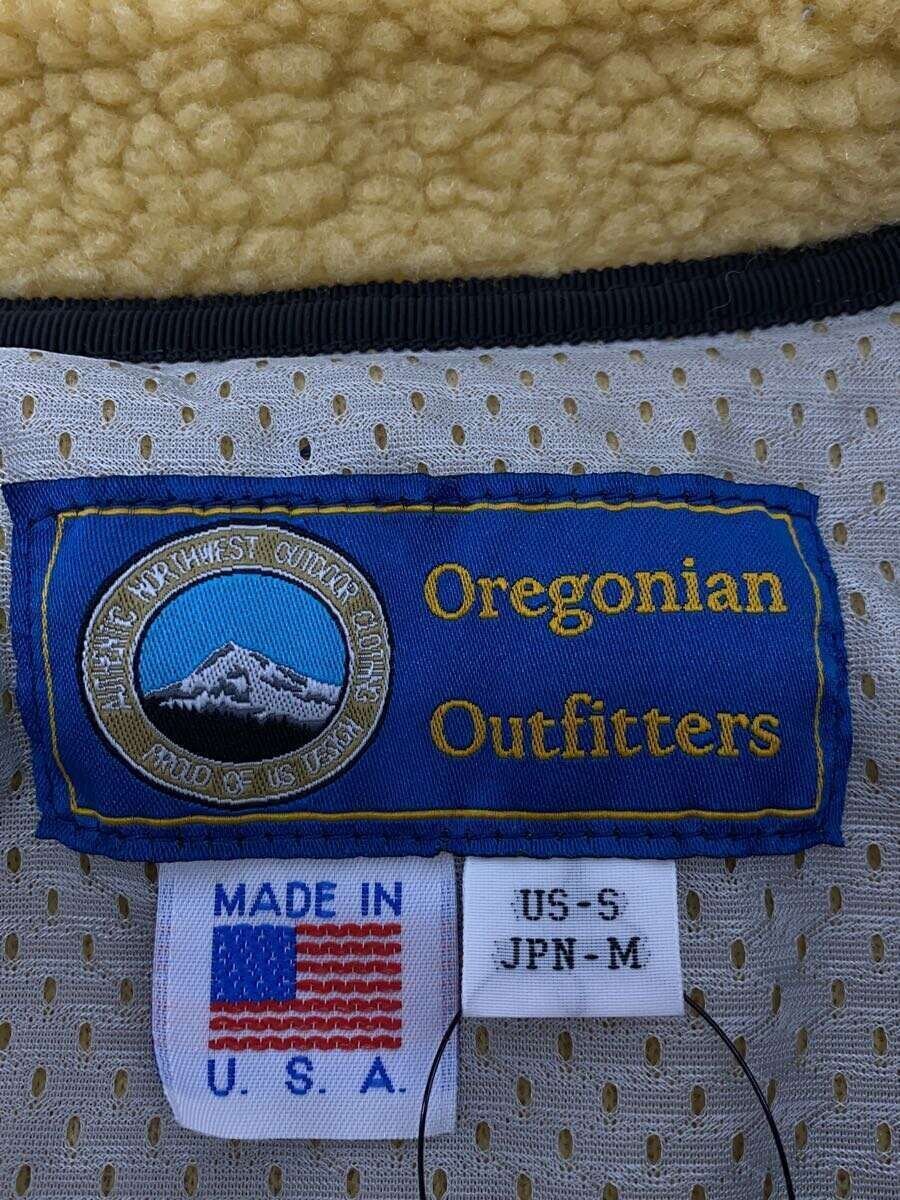 AUTHENTIC NORTHWEST OUTDOOR CLOTHING
PROUD OF US DESIGN
Oregonian
Outfitters
MADE IN
U. S. A.
US-S
JPN-M